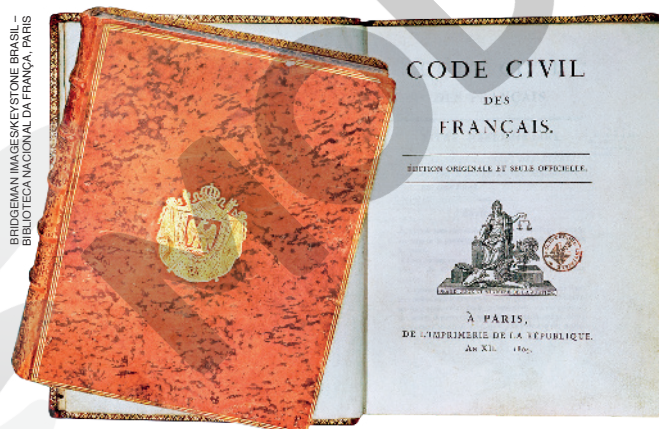 BRIDGEMAN IMAGES/KEYSTONE BRASIL –
BIBLIOTECA NACIONAL DA FRANÇA, PARIS
CODE CIVIL
DES
FRANÇAIS.
ÉDITION ORIGINALE ET SEULE OFFICIELLE.
À PARIS,
DE L'IMPRIMERIE DE LA RÉPUBLIQUE.
AN XII.